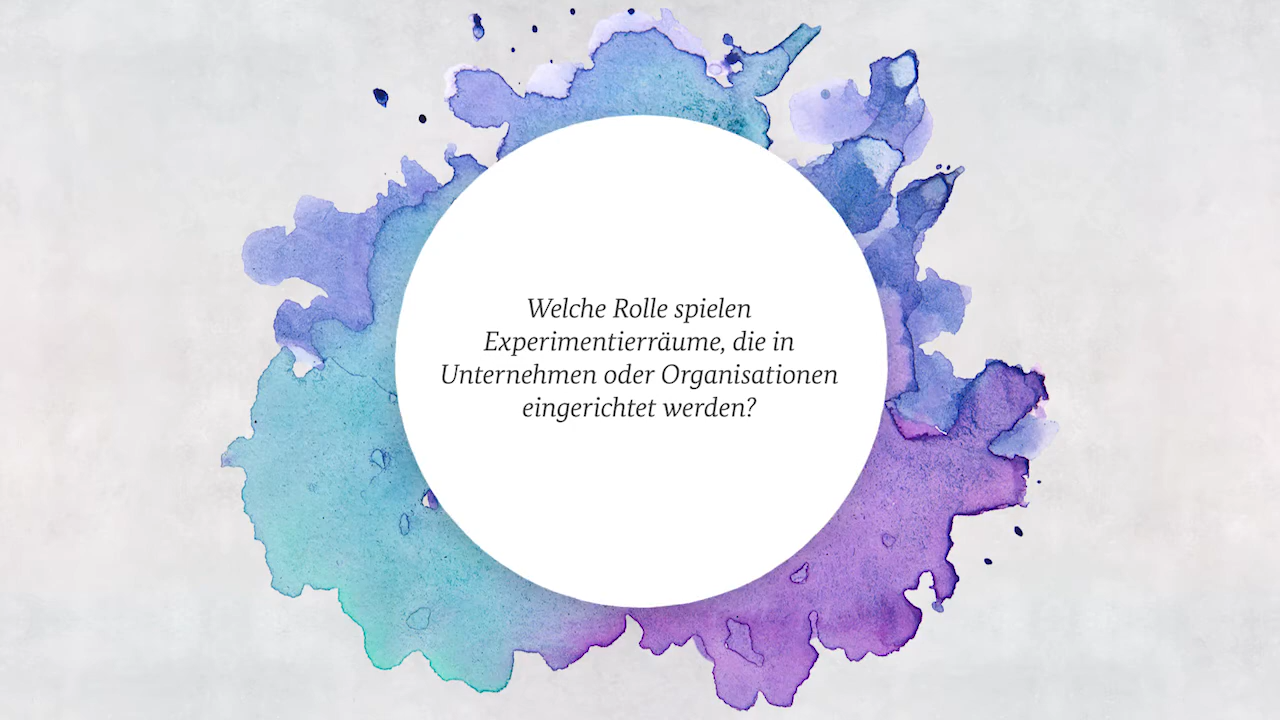 Welche Rolle spielen
Experimentierräume, die in
Unternehmen oder Organisationen
eingerichtet werden?